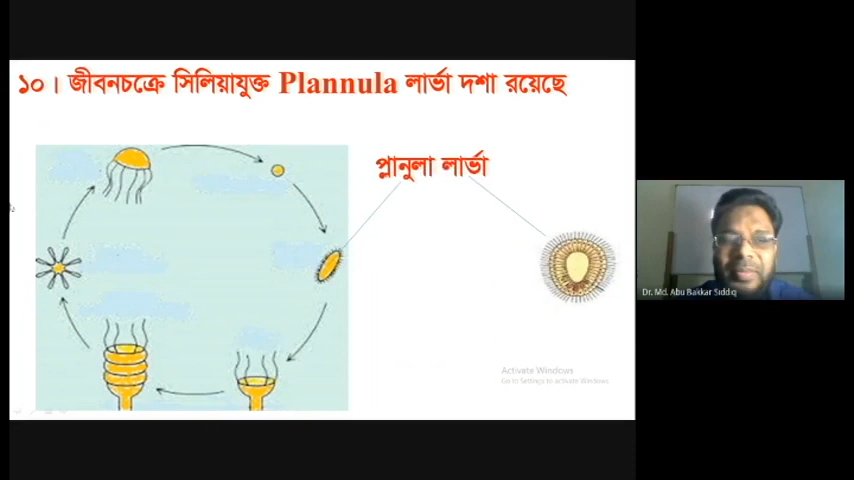 ১০। জীবনচক্রে সিলিয়াযুক্ত Plannula লার্ভা দশা রয়েছে
প্লানুলা লার্ভা
Dr. Md. Abu Bakkar Siddiq
Activate Windows
Go to Settings to activate Windows.